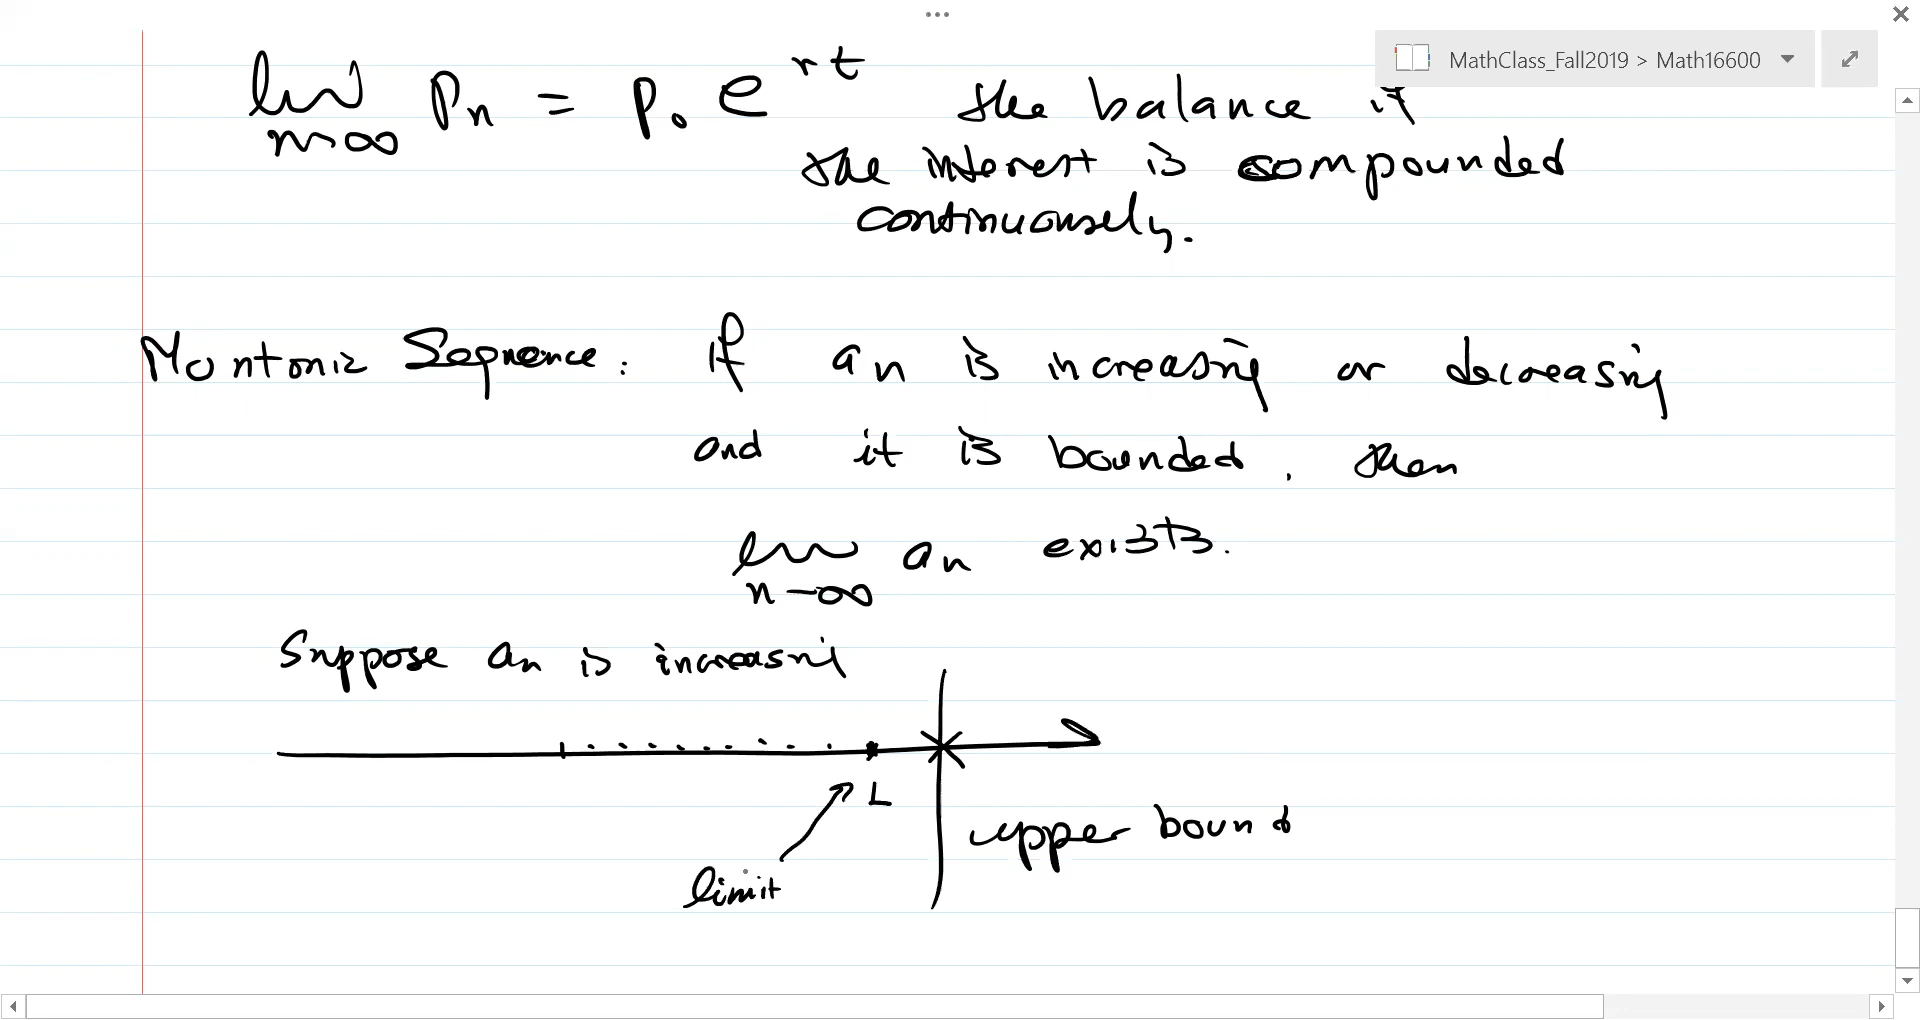 MathClass_Fall2019 > Math16600
lim Pn = P₀ e^rt the balance if
n→∞
the interest is compounded
continuousely.
Montonic Sequence: If an is increasing or decreasing
and it is bounded, then
lim an exists.
n→∞
Suppose an is increasing
L
upper bound
limit